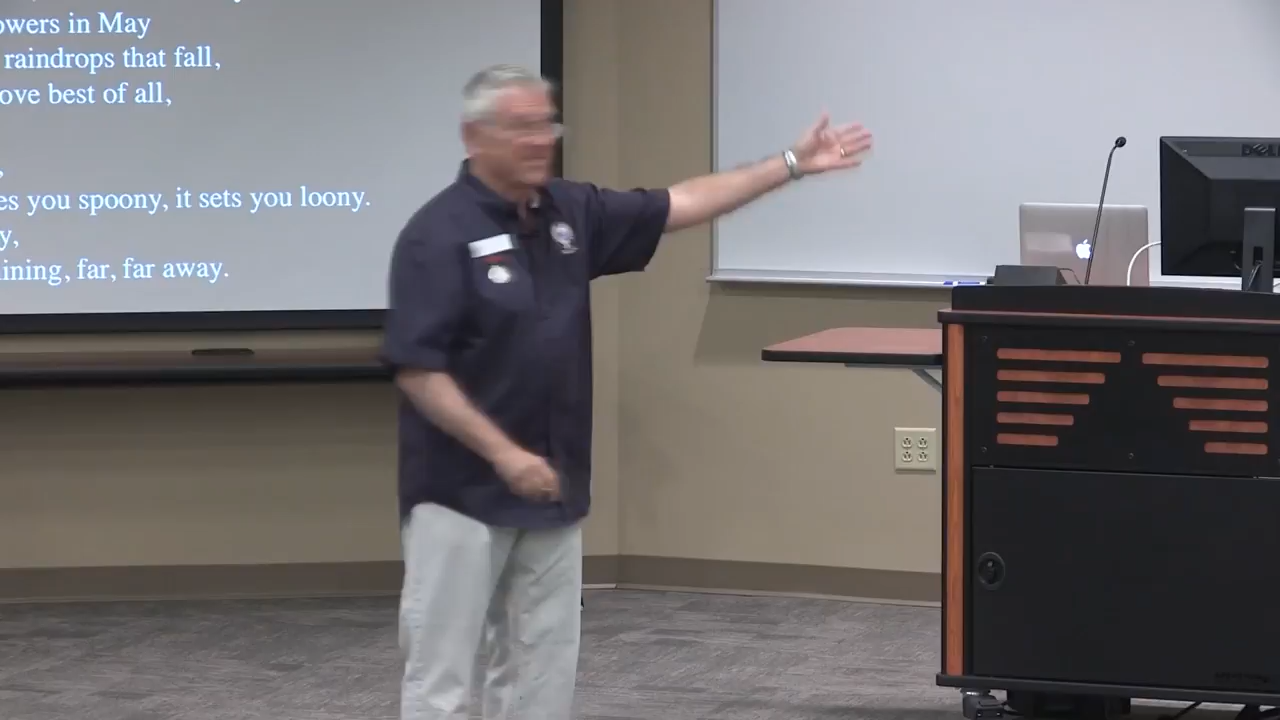 owers in May
raindrops that fall,
ove best of all,
,
es you spoony, it sets you loony.
y,
ining, far, far away.
DELL